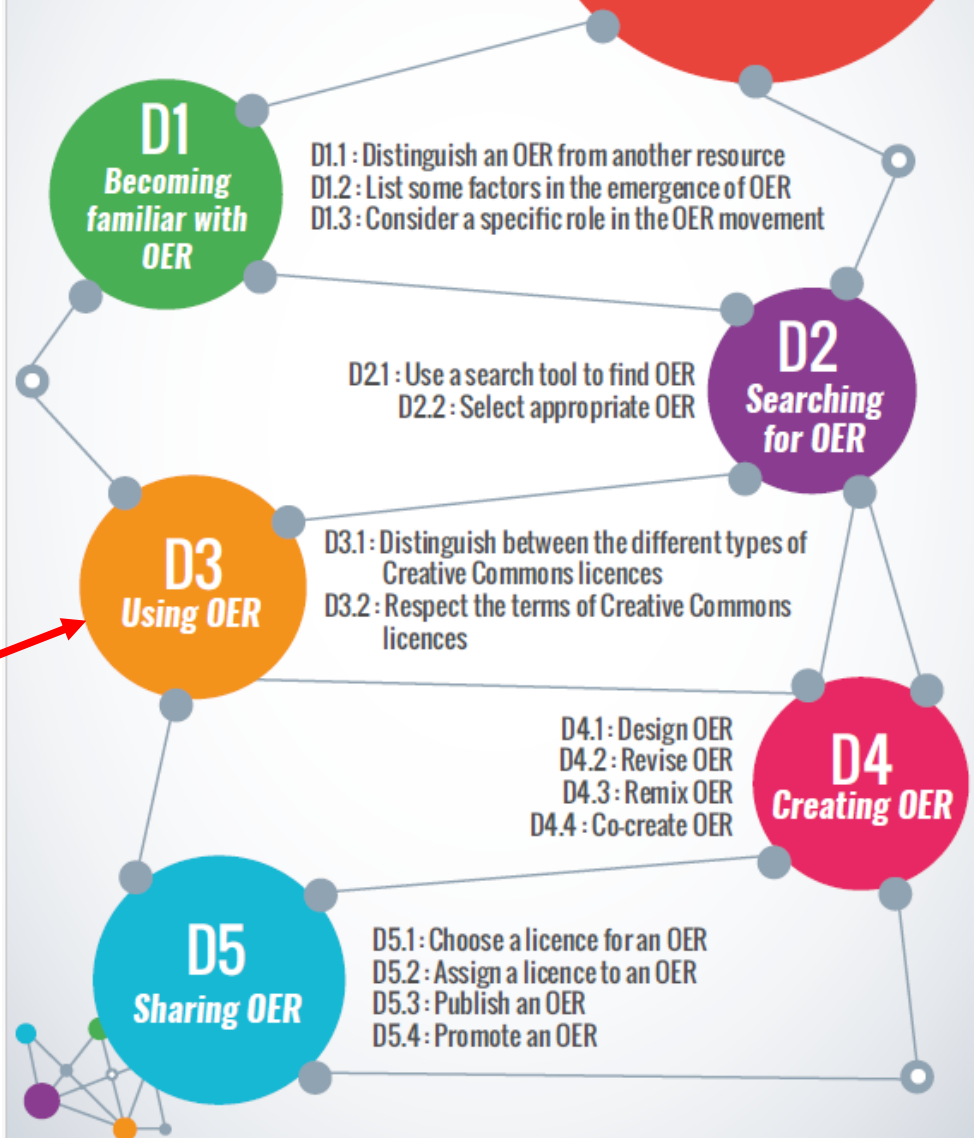 D1
Becoming
familiar with
OER
D1.1 : Distinguish an OER from another resource
D1.2 : List some factors in the emergence of OER
D1.3 : Consider a specific role in the OER movement
D2
Searching
for OER
D2.1 : Use a search tool to find OER
D2.2 : Select appropriate OER
D3
Using OER
D3.1 : Distinguish between the different types of
Creative Commons licences
D3.2 : Respect the terms of Creative Commons
licences
D4
Creating OER
D4.1 : Design OER
D4.2 : Revise OER
D4.3 : Remix OER
D4.4 : Co-create OER
D5
Sharing OER
D5.1 : Choose a licence for an OER
D5.2 : Assign a licence to an OER
D5.3 : Publish an OER
D5.4 : Promote an OER